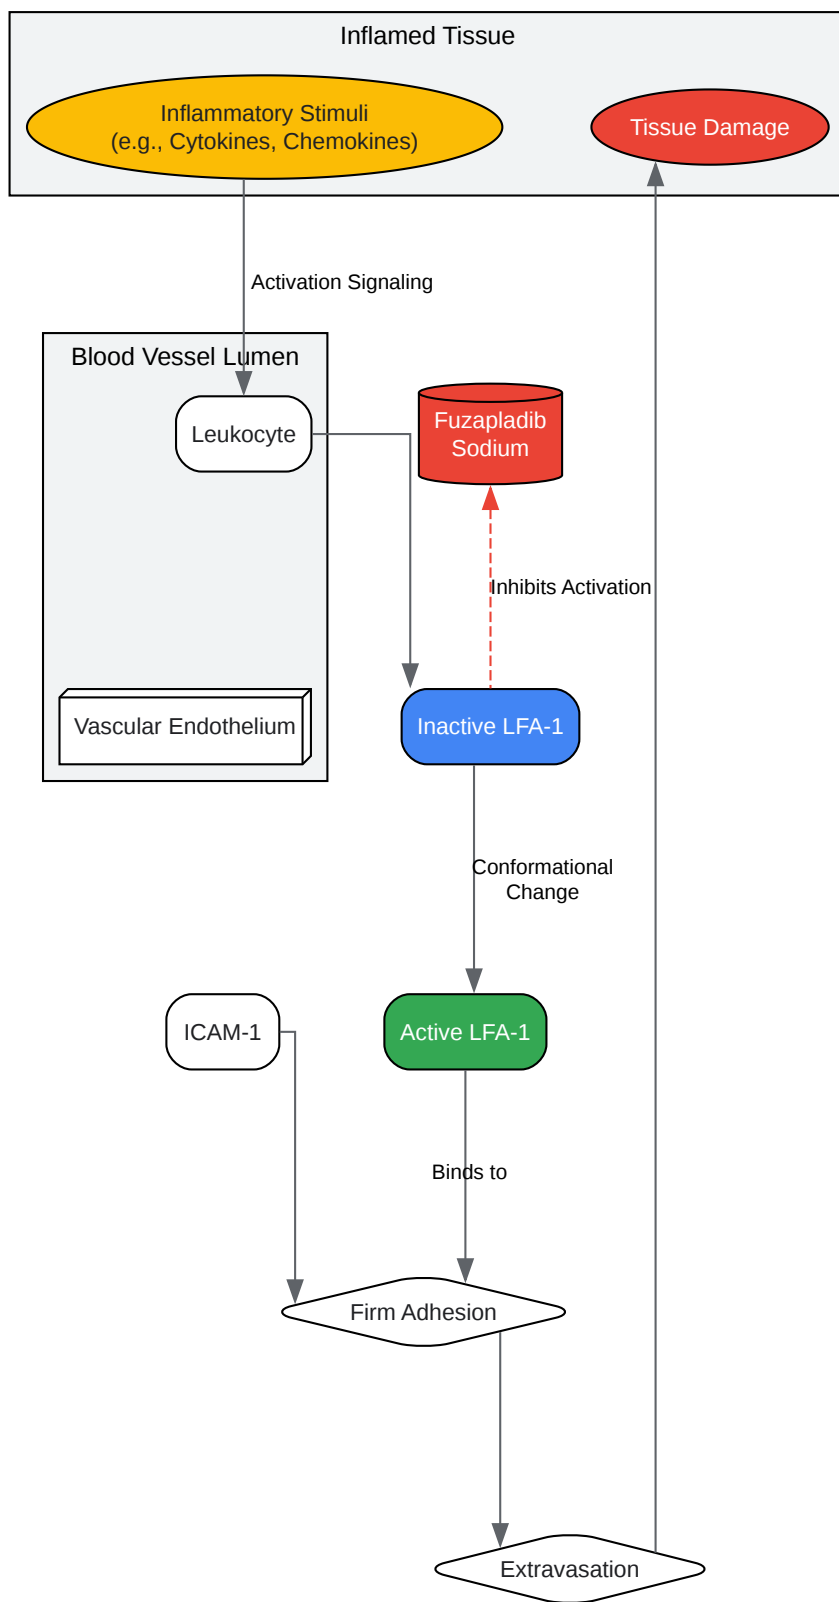 Inflamed Tissue
Inflammatory Stimuli
(e.g., Cytokines, Chemokines)
Tissue Damage
Activation Signaling
Blood Vessel Lumen
Leukocyte
Fuzapladib
Sodium
Inhibits Activation
Vascular Endothelium
Inactive LFA-1
Conformational
Change
ICAM-1
Active LFA-1
Binds to
Firm Adhesion
Extravasation